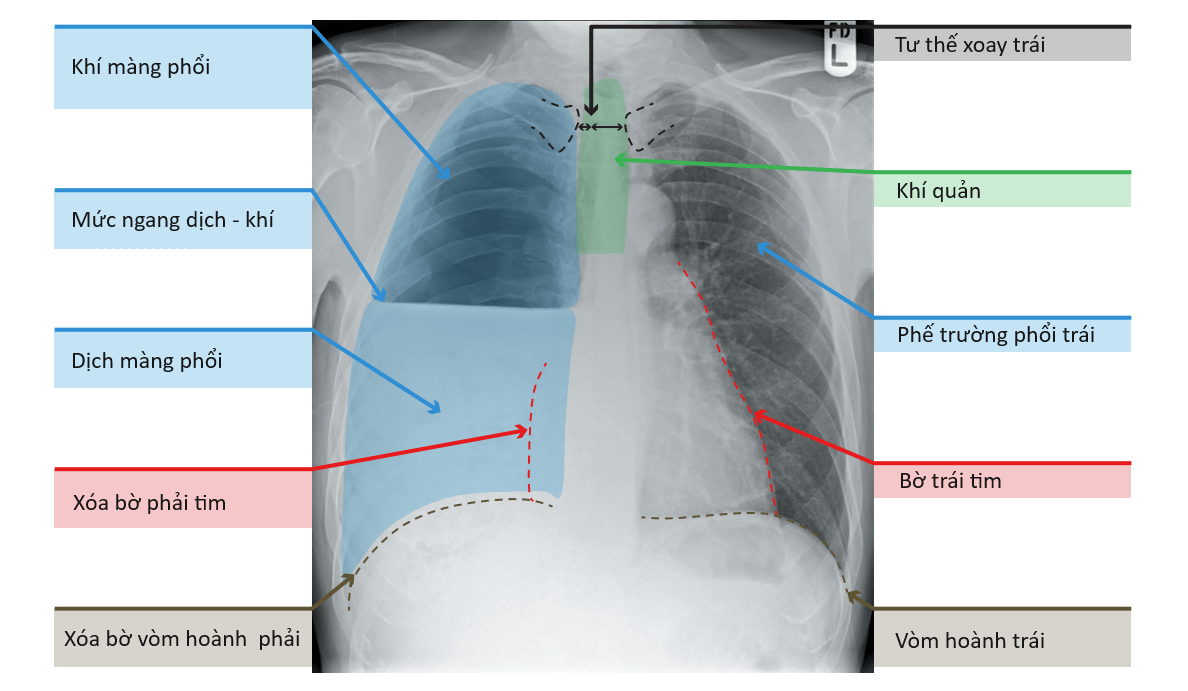 Khí màng phổi
Mức ngang dịch - khí
Dịch màng phổi
Xóa bờ phải tim
Xóa bờ vòm hoành phải
FD
L
Tư thế xoay trái
Khí quản
Phế trường phổi trái
Bờ trái tim
Vòm hoành trái